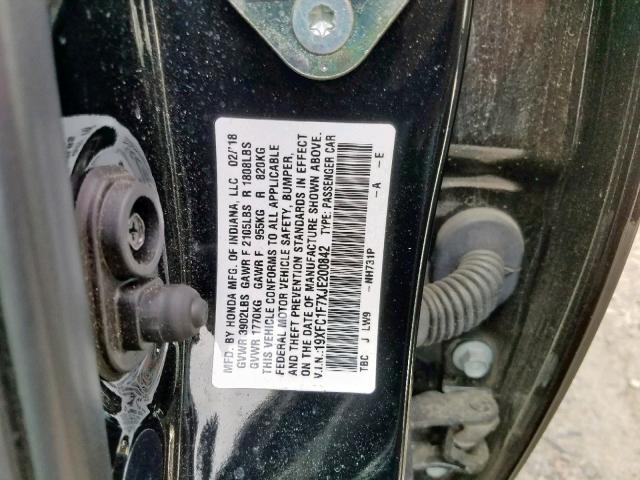 MFD. BY HONDA MFG. OF INDIANA, LLC 02/'18
GVWR 3902LBS GAWR F 2105LBS R 1808LBS
GVWR 1770KG GAWR F 955KG R 820KG
THIS VEHICLE CONFORMS TO ALL APPLICABLE
FEDERAL MOTOR VEHICLE SAFETY, BUMPER,
AND THEFT PREVENTION STANDARDS IN EFFECT
ON THE DATE OF MANUFACTURE SHOWN ABOVE.
V.I.N.:19XFC1F7XJE200842 TYPE: PASSENGER CAR
-NH731P -A -E
TBC J LW9